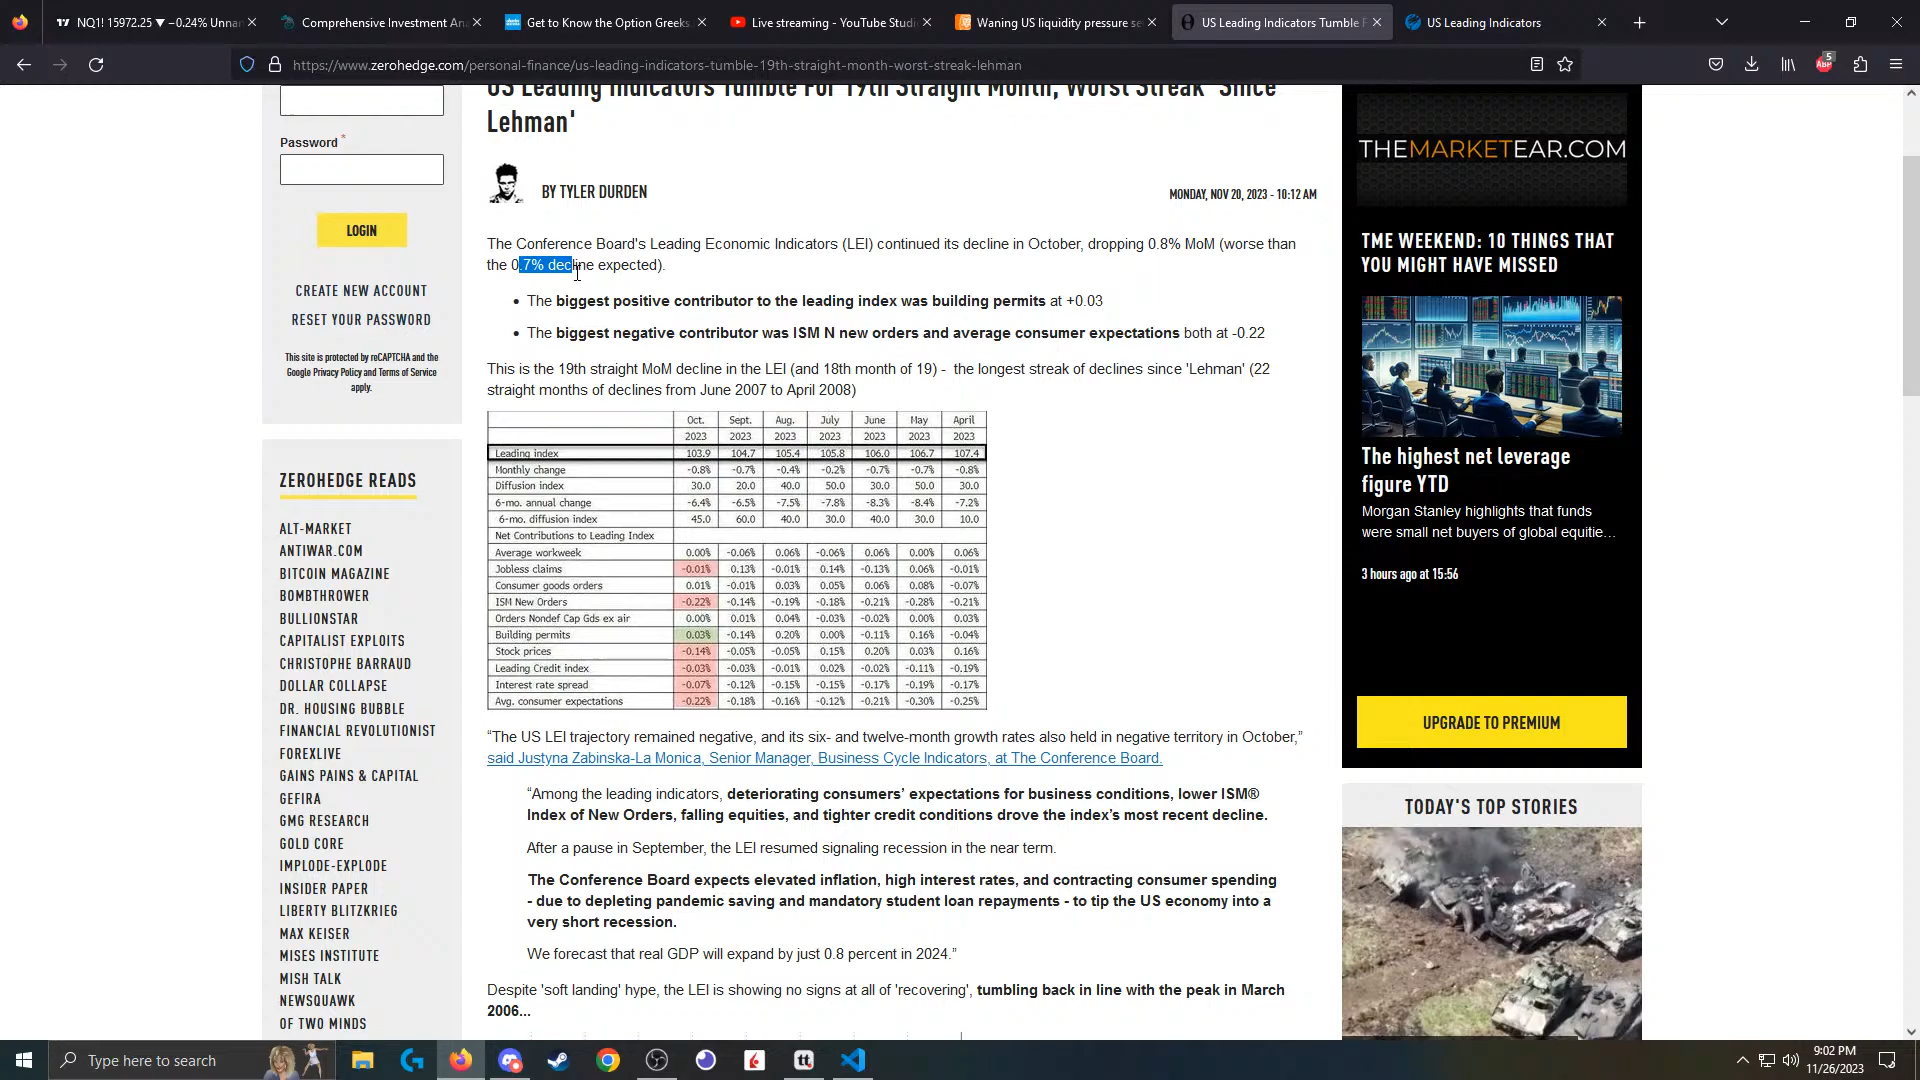 NQ1! 15972.25 ▼ −0.24% Unnar
Comprehensive Investment Ana
Get to Know the Option Greeks
Live streaming - YouTube Studi
Waning US liquidity pressure se
US Leading Indicators Tumble F
US Leading Indicators
https://www.zerohedge.com/personal-finance/us-leading-indicators-tumble-19th-straight-month-worst-streak-lehman
5
ABP
Password *
LOGIN
CREATE NEW ACCOUNT
RESET YOUR PASSWORD
This site is protected by reCAPTCHA and the
Google Privacy Policy and Terms of Service
apply.
ZEROHEDGE READS
ALT-MARKET
ANTIWAR.COM
BITCOIN MAGAZINE
BOMBTHROWER
BULLIONSTAR
CAPITALIST EXPLOITS
CHRISTOPHE BARRAUD
DOLLAR COLLAPSE
DR. HOUSING BUBBLE
FINANCIAL REVOLUTIONIST
FOREXLIVE
GAINS PAINS & CAPITAL
GEFIRA
GMG RESEARCH
GOLD CORE
IMPLODE-EXPLODE
INSIDER PAPER
LIBERTY BLITZKRIEG
MAX KEISER
MISES INSTITUTE
MISH TALK
NEWSQUAWK
OF TWO MINDS
US Leading Indicators Tumble For 19th Straight Month, Worst Streak 'Since
Lehman'
BY TYLER DURDEN
MONDAY, NOV 20, 2023 - 10:12 AM
The Conference Board's Leading Economic Indicators (LEI) continued its decline in October, dropping 0.8% MoM (worse than
the 0.7% decline expected).
• The biggest positive contributor to the leading index was building permits at +0.03
• The biggest negative contributor was ISM N new orders and average consumer expectations both at -0.22
This is the 19th straight MoM decline in the LEI (and 18th month of 19) - the longest streak of declines since 'Lehman' (22
straight months of declines from June 2007 to April 2008)
Oct. Sept. Aug. July June May April
2023 2023 2023 2023 2023 2023 2023
Leading index 103.9 104.7 105.4 105.8 106.0 106.7 107.4
Monthly change -0.8% -0.7% -0.4% -0.2% -0.7% -0.7% -0.8%
Diffusion index 30.0 20.0 40.0 50.0 30.0 50.0 30.0
6-mo. annual change -6.4% -6.5% -7.5% -7.8% -8.3% -8.4% -7.2%
6-mo. diffusion index 45.0 60.0 40.0 30.0 40.0 30.0 10.0
Net Contributions to Leading Index
Average workweek 0.00% -0.06% 0.06% -0.06% 0.06% 0.00% 0.06%
Jobless claims -0.01% 0.13% -0.01% 0.14% -0.13% 0.06% -0.01%
Consumer goods orders 0.01% -0.01% 0.03% 0.05% 0.06% 0.08% -0.07%
ISM New Orders -0.22% -0.14% -0.19% -0.18% -0.21% -0.28% -0.21%
Orders Nondef Cap Gds ex air 0.00% 0.01% 0.04% -0.03% -0.02% 0.00% 0.03%
Building permits 0.03% -0.14% 0.20% 0.00% -0.11% 0.16% -0.04%
Stock prices -0.14% -0.05% -0.05% 0.15% 0.20% 0.03% 0.16%
Leading Credit index -0.03% -0.03% -0.01% 0.02% -0.02% -0.11% -0.19%
Interest rate spread -0.07% -0.12% -0.15% -0.15% -0.17% -0.19% -0.17%
Avg. consumer expectations -0.22% -0.18% -0.16% -0.12% -0.21% -0.30% -0.25%
“The US LEI trajectory remained negative, and its six- and twelve-month growth rates also held in negative territory in October,”
said Justyna Zabinska-La Monica, Senior Manager, Business Cycle Indicators, at The Conference Board.
“Among the leading indicators, deteriorating consumers’ expectations for business conditions, lower ISM®
Index of New Orders, falling equities, and tighter credit conditions drove the index’s most recent decline.
After a pause in September, the LEI resumed signaling recession in the near term.
The Conference Board expects elevated inflation, high interest rates, and contracting consumer spending
- due to depleting pandemic saving and mandatory student loan repayments - to tip the US economy into a
very short recession.
We forecast that real GDP will expand by just 0.8 percent in 2024.”
Despite 'soft landing' hype, the LEI is showing no signs at all of 'recovering', tumbling back in line with the peak in March
2006...
THEMARKETEAR.COM
TME WEEKEND: 10 THINGS THAT
YOU MIGHT HAVE MISSED
The highest net leverage
figure YTD
Morgan Stanley highlights that funds
were small net buyers of global equitie…
3 hours ago at 15:56
UPGRADE TO PREMIUM
TODAY'S TOP STORIES
Type here to search
tt
9:02 PM
11/26/2023